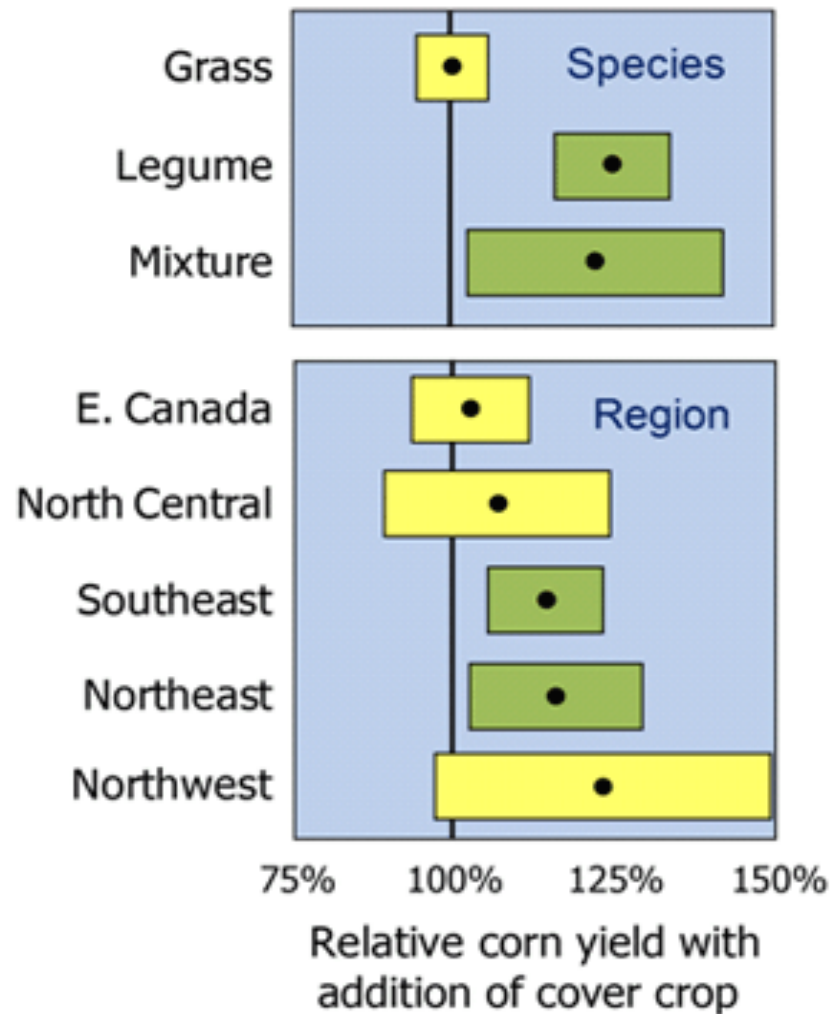 Grass
Species
Legume
Mixture
E. Canada
Region
North Central
Southeast
Northeast
Northwest
75% 100% 125% 150%
Relative corn yield with
addition of cover crop